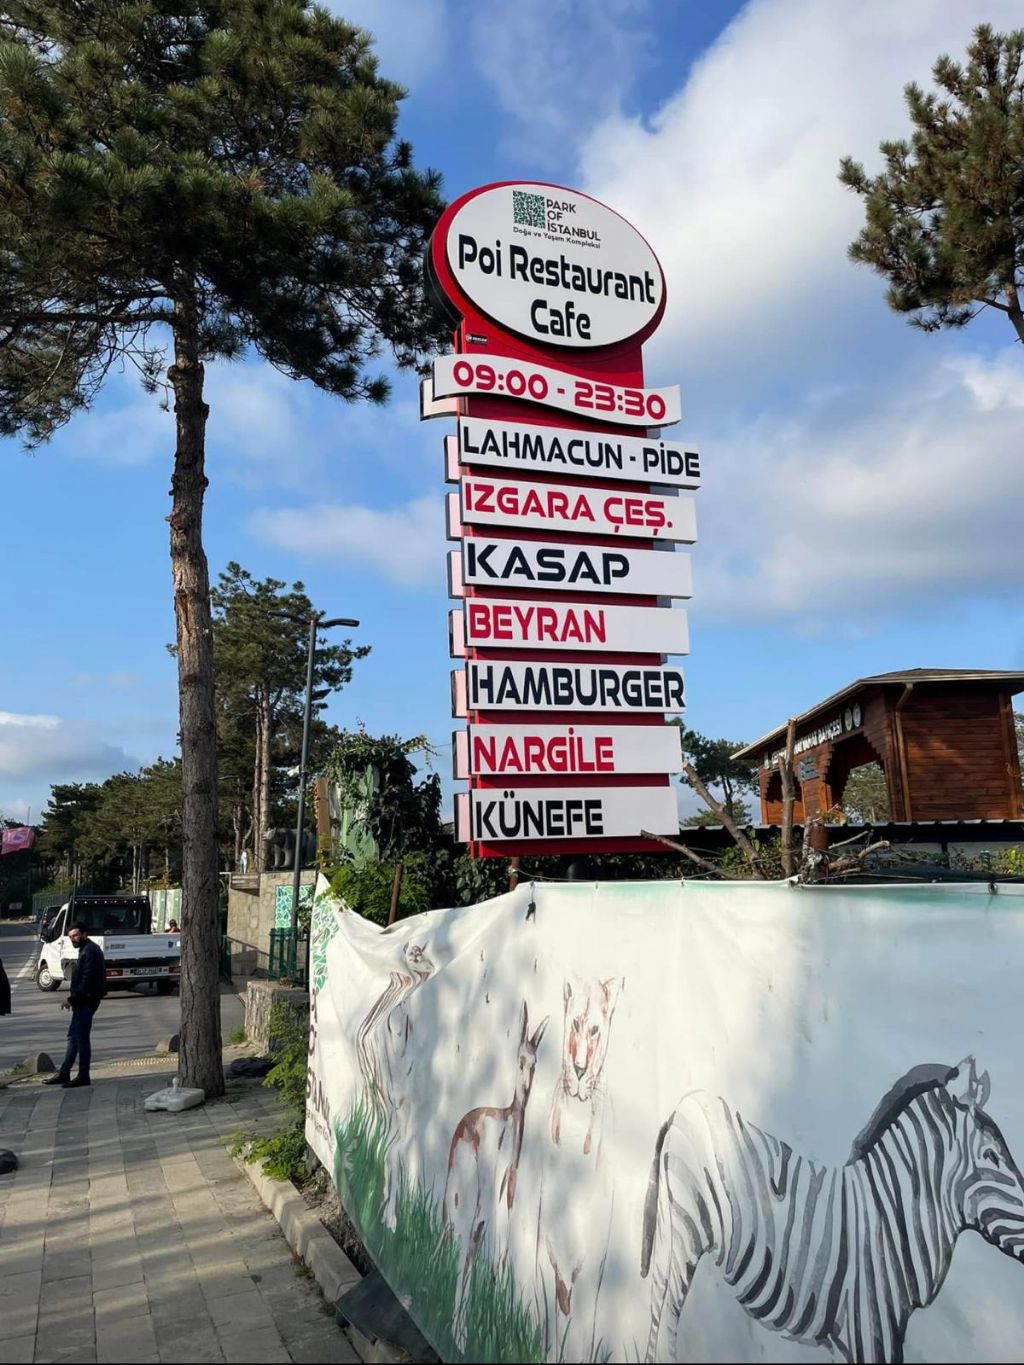 PARK
OF
İSTANBUL
Doğa ve Yaşam Kompleksi
Poi Restaurant
Cafe
09:00 - 23:30
LAHMACUN - PİDE
IZGARA ÇEŞ.
KASAP
BEYRAN
HAMBURGER
NARGİLE
KÜNEFE